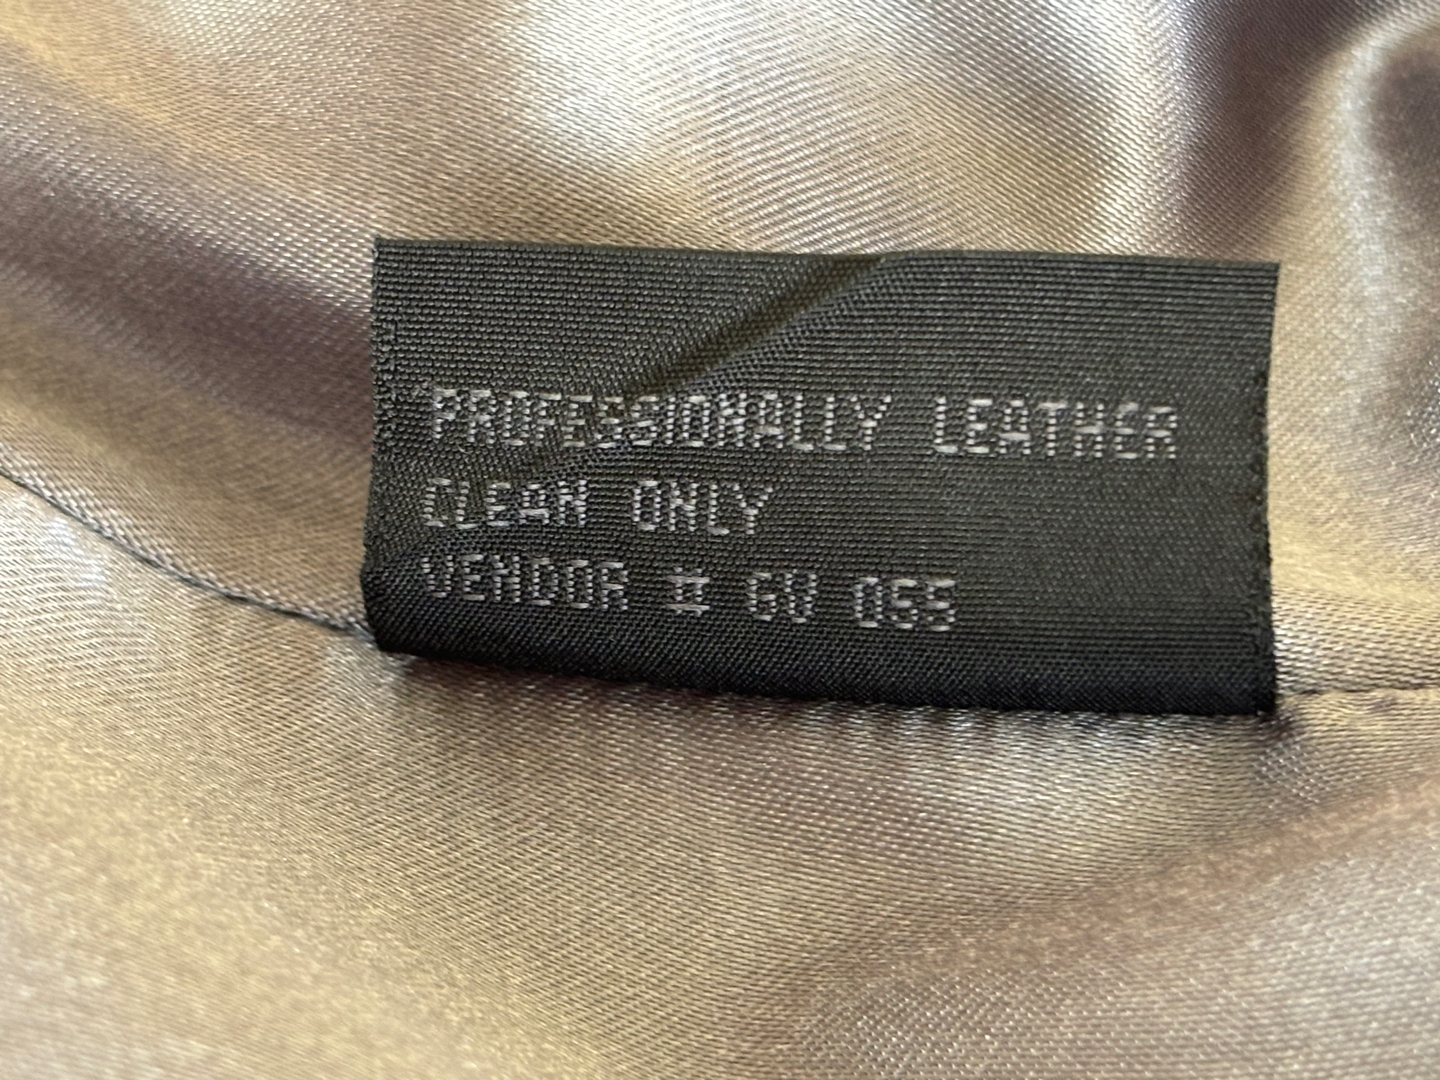 PROFESSIONALLY LEATHER
CLEAN ONLY
VENDOR # GV 055